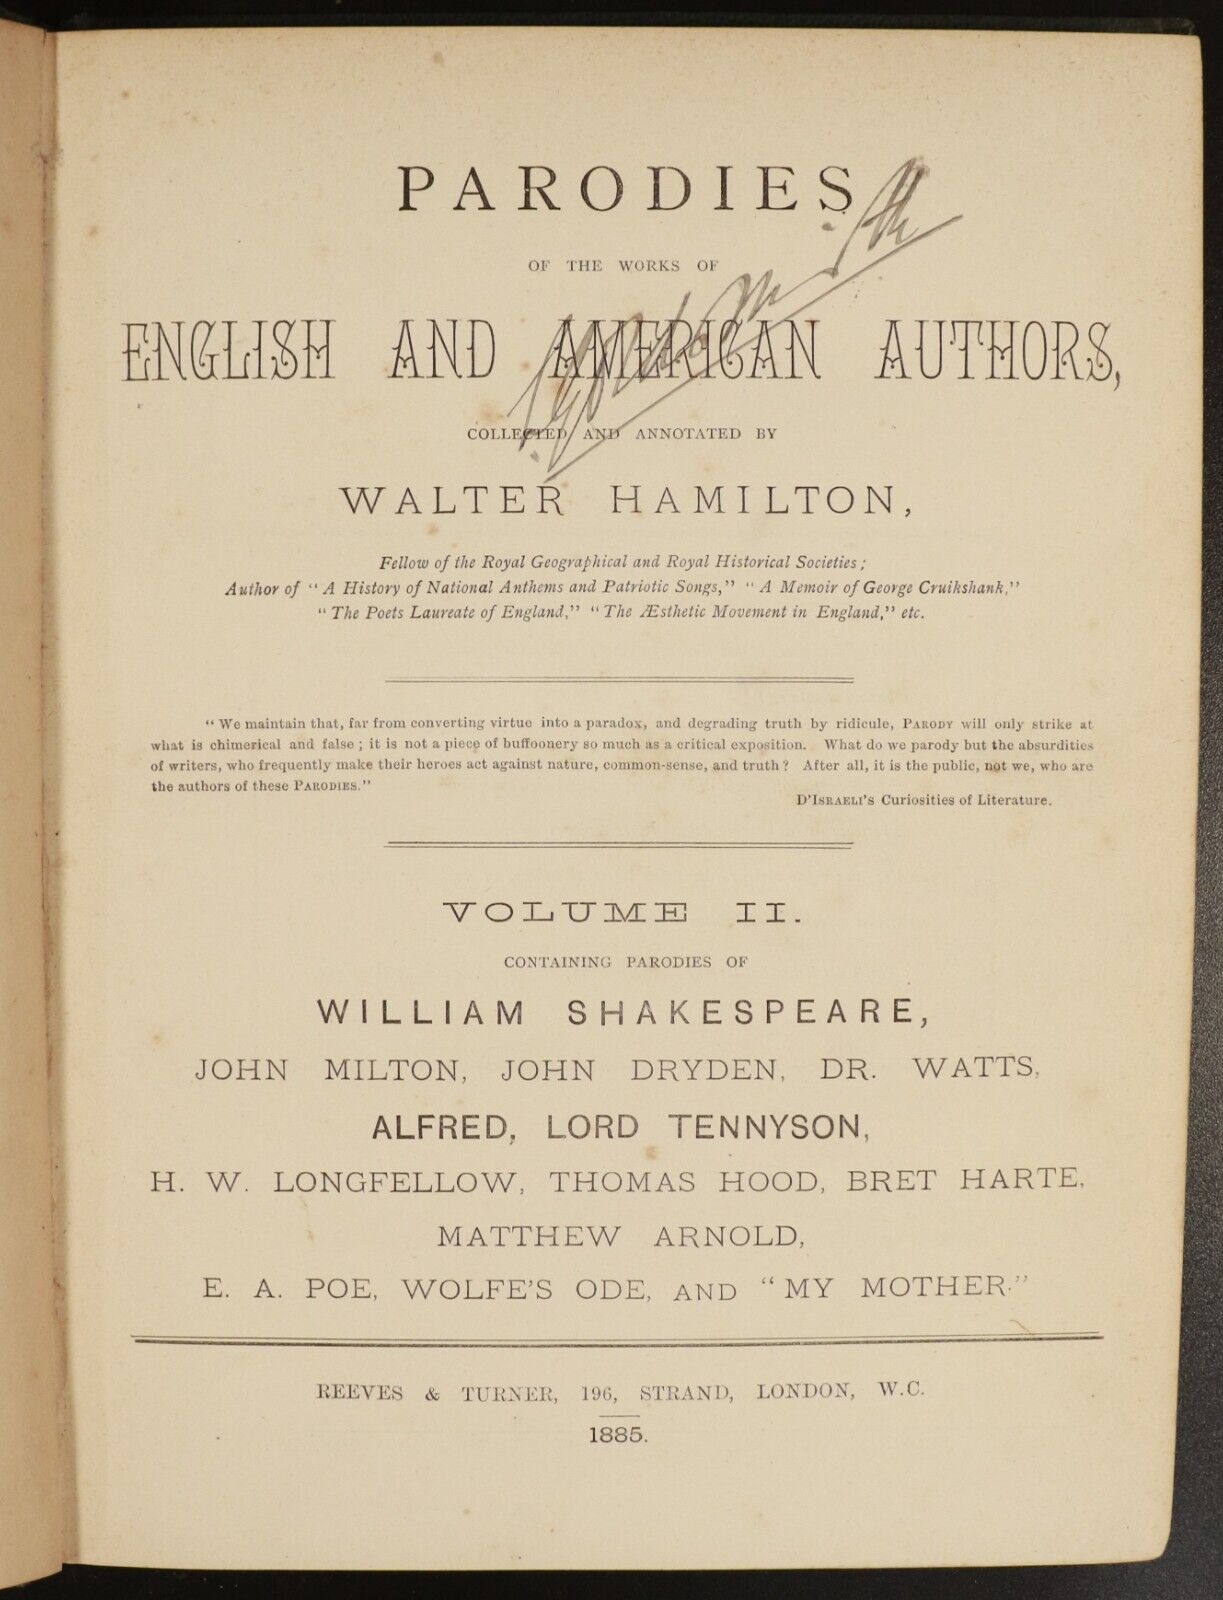 PARODIES
OF THE WORKS OF
ENGLISH AND AMERICAN AUTHORS,
COLLECTED AND ANNOTATED BY
WALTER HAMILTON,
Fellow of the Royal Geographical and Royal Historical Societies;
Author of "A History of National Anthems and Patriotic Songs," "A Memoir of George Cruikshank,"
"The Poets Laureate of England," "The Æsthetic Movement in England," etc.
"We maintain that, far from converting virtue into a paradox, and degrading truth by ridicule, PARODY will only strike at
what is chimerical and false; it is not a piece of buffoonery so much as a critical exposition. What do we parody but the absurdities
of writers, who frequently make their heroes act against nature, common-sense, and truth? After all, it is the public, not we, who are
the authors of these PARODIES."
D'ISRAELI'S Curiosities of Literature.
VOLUME II.
CONTAINING PARODIES OF
WILLIAM SHAKESPEARE,
JOHN MILTON, JOHN DRYDEN, DR. WATTS,
ALFRED, LORD TENNYSON,
H. W. LONGFELLOW, THOMAS HOOD, BRET HARTE,
MATTHEW ARNOLD,
E. A. POE, WOLFE'S ODE, AND "MY MOTHER."
REEVES & TURNER, 196, STRAND, LONDON, W.C.
1885.